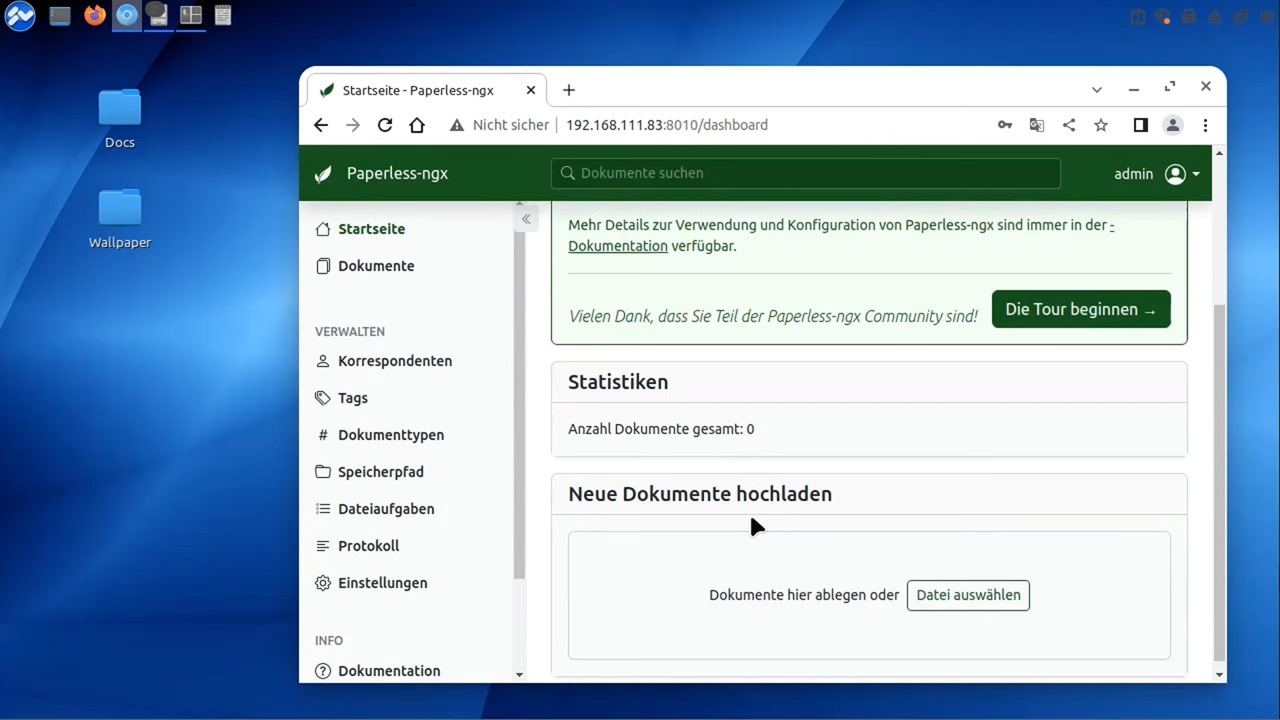 Docs
Wallpaper
Startseite - Paperless-ngx
Nicht sicher
192.168.111.83:8010/dashboard
Paperless-ngx
Dokumente suchen
admin
Startseite
Dokumente
VERWALTEN
Korrespondenten
Tags
# Dokumenttypen
Speicherpfad
Dateiaufgaben
Protokoll
Einstellungen
INFO
Dokumentation
Mehr Details zur Verwendung und Konfiguration von Paperless-ngx sind immer in der -
Dokumentation verfügbar.
Vielen Dank, dass Sie Teil der Paperless-ngx Community sind!
Die Tour beginnen →
Statistiken
Anzahl Dokumente gesamt: 0
Neue Dokumente hochladen
Dokumente hier ablegen oder
Datei auswählen